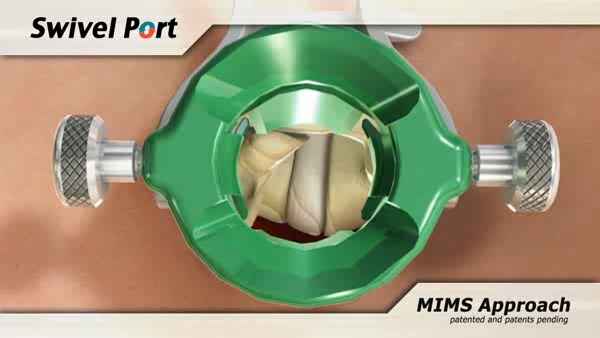 Swivel Port
MIMS Approach
patented and patents pending